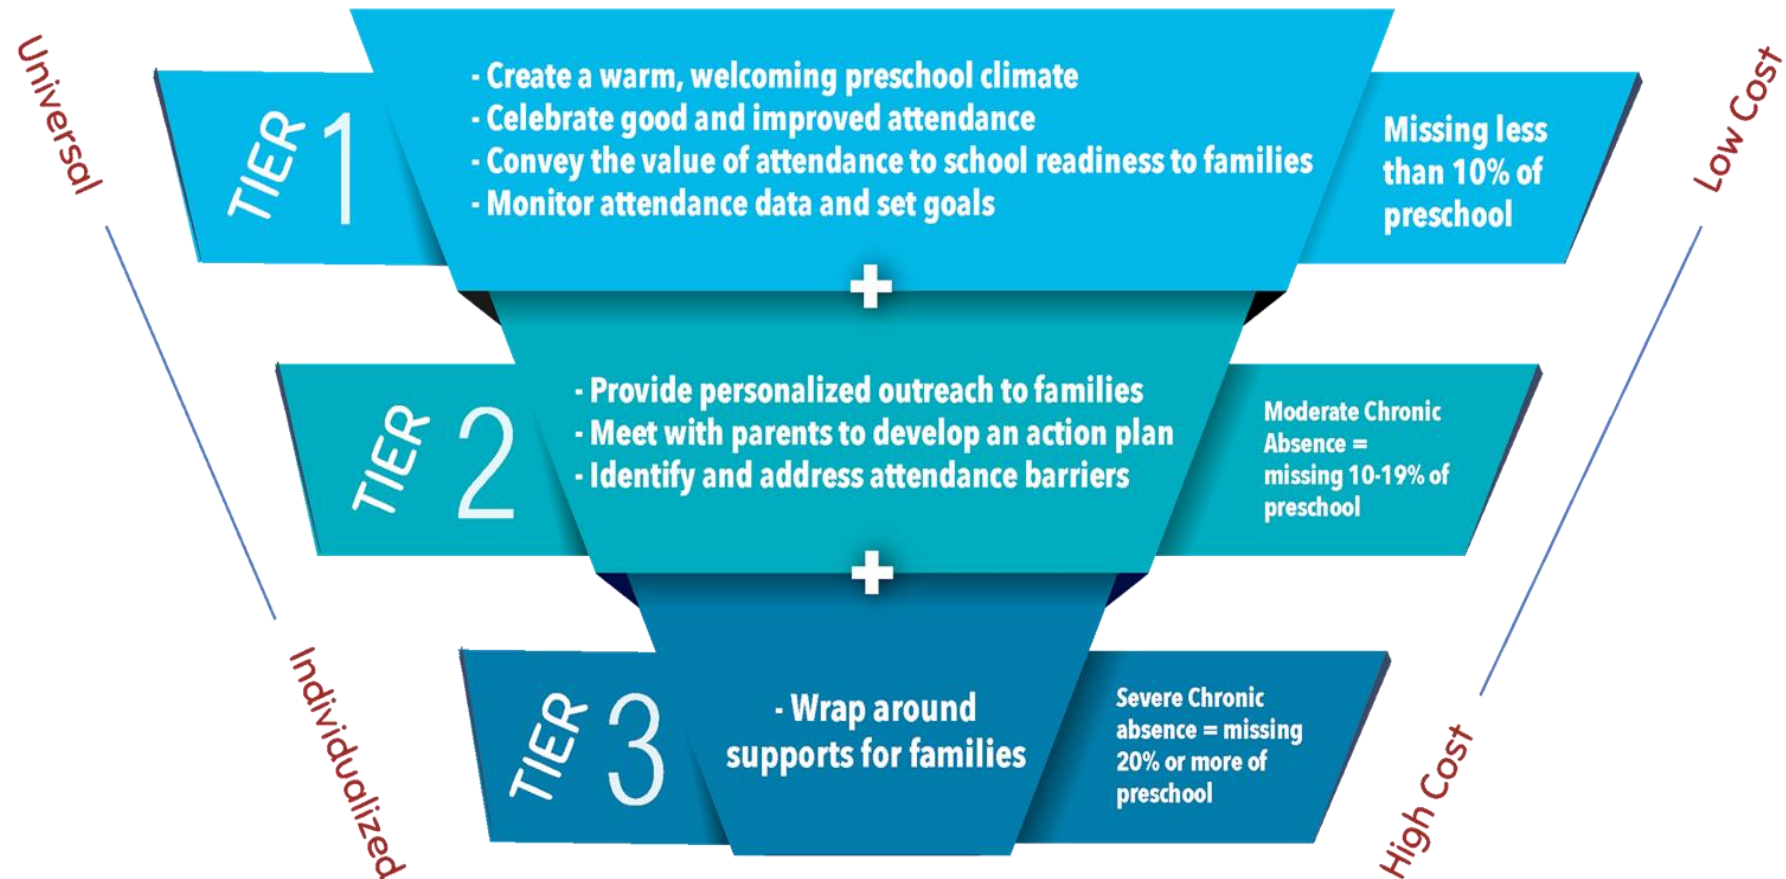 Universal
Low Cost
TIER 1
- Create a warm, welcoming preschool climate
- Celebrate good and improved attendance
- Convey the value of attendance to school readiness to families
- Monitor attendance data and set goals
Missing less
than 10% of
preschool
+
TIER 2
- Provide personalized outreach to families
- Meet with parents to develop an action plan
- Identify and address attendance barriers
Moderate Chronic
Absence =
missing 10-19% of
preschool
+
Individualized
TIER 3
- Wrap around
supports for families
Severe Chronic
absence = missing
20% or more of
preschool
High Cost